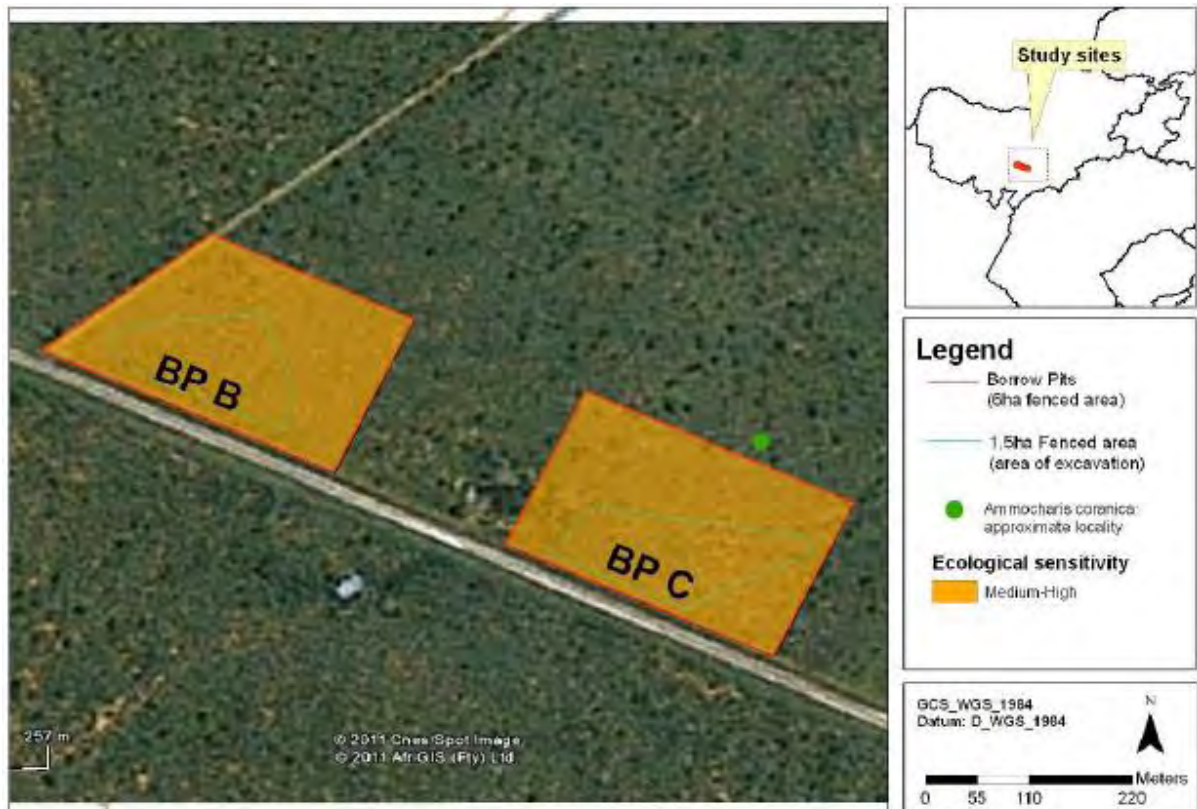 Study sites
BP B
BP C
257 m
© 2011 Cnes/Spot Image
© 2011 AfriGIS (Pty) Ltd
Legend
Borrow Pits
(6ha fenced area)
1,5ha Fenced area
(area of excavation)
Ammocharis coranica
approximate locality
Ecological sensitivity
Medium-High
GCS_WGS_1984
Datum: D_WGS_1984
N
Meters
0 55 110 220